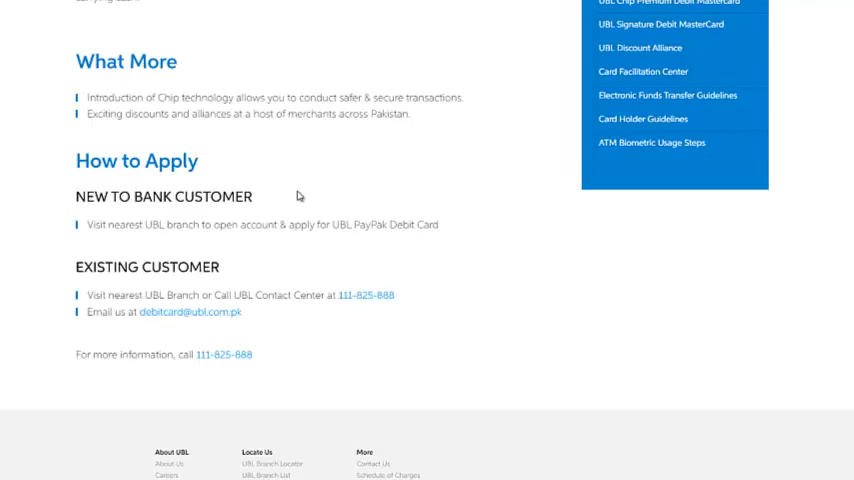 UBL Chip Premium Debit Mastercard
UBL Signature Debit MasterCard
What More
UBL Discount Alliance
Card Facilitation Center
Introduction of Chip technology allows you to conduct safer & secure transactions.
Electronic Funds Transfer Guidelines
Exciting discounts and alliances at a host of merchants across Pakistan.
Card Holder Guidelines
ATM Biometric Usage Steps
How to Apply
NEW TO BANK CUSTOMER
Visit nearest UBL branch to open account & apply for UBL PayPak Debit Card
EXISTING CUSTOMER
Visit nearest UBL Branch or Call UBL Contact Center at 111-825-888
Email us at debitcard@ubl.com.pk
For more information, call 111-825-888
About UBL
Locate Us
More
About Us
UBL Branch Locator
Contact Us
Careers
UBL Branch List
Schedule of Charges